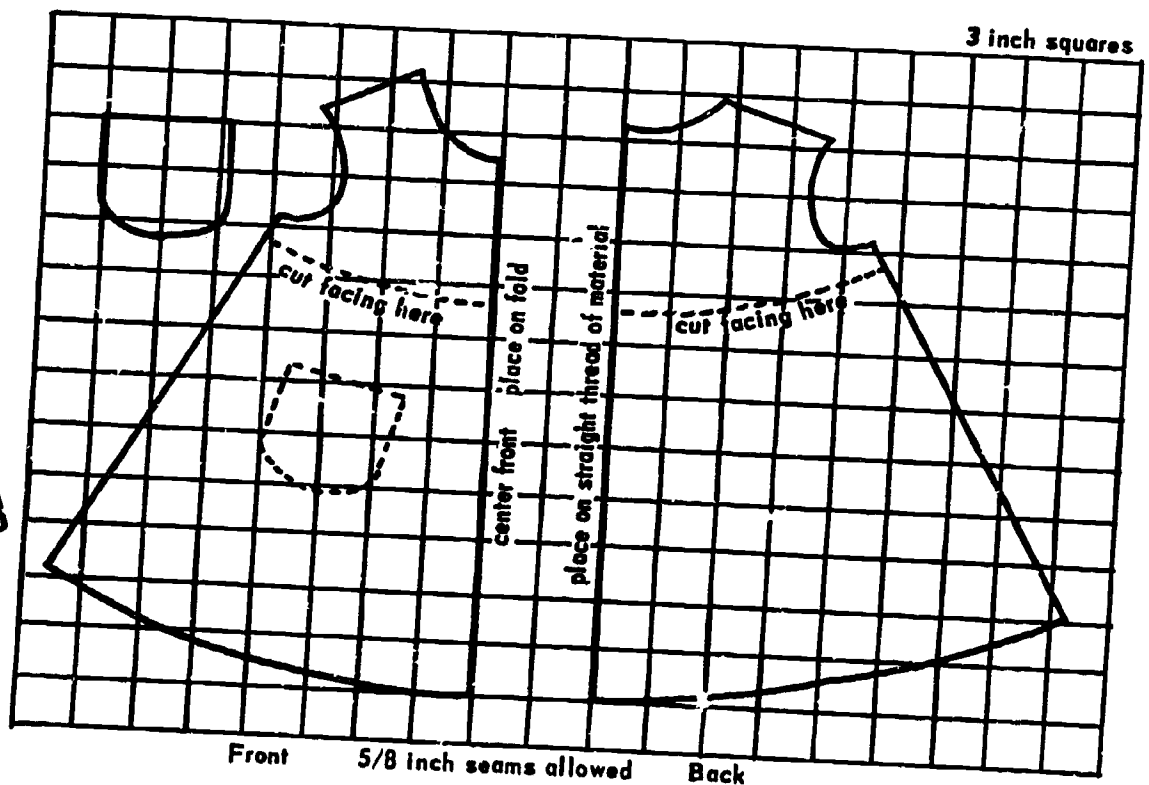 3 inch squares
cut facing here
place on fold
center front
place on straight thread of material
cut facing here
Front
5/8 inch seams allowed
Back